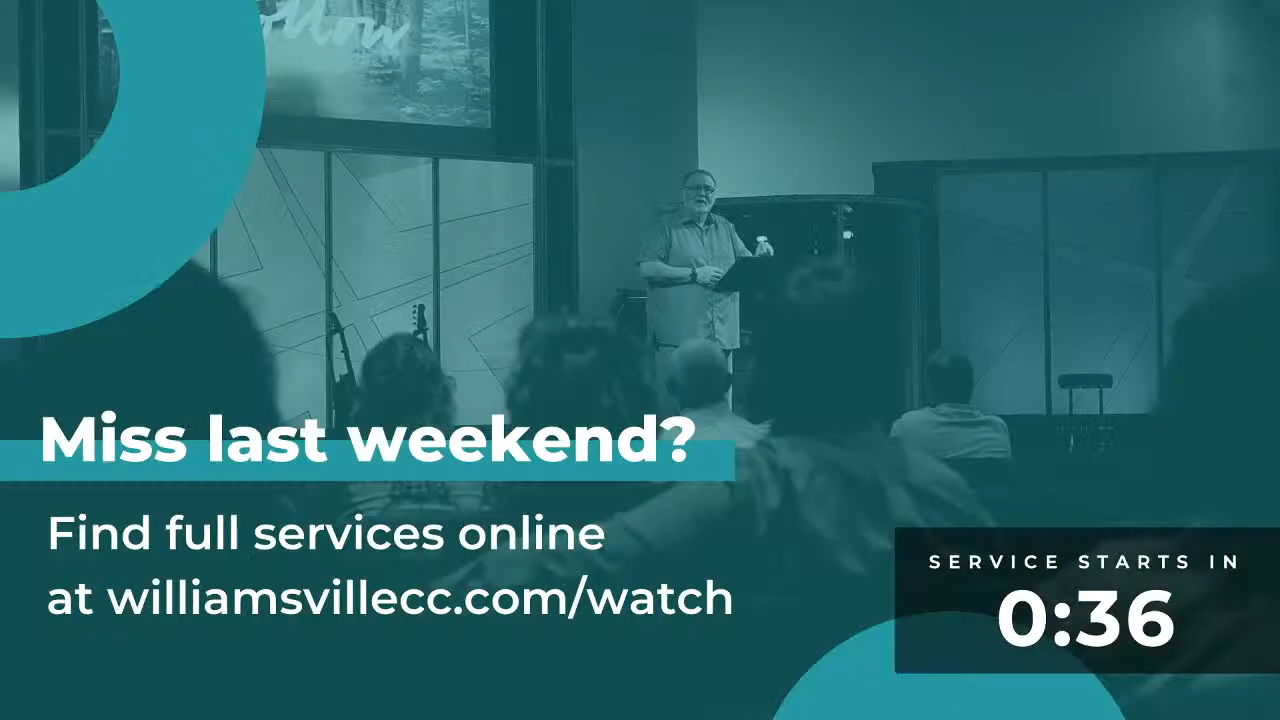 Miss last weekend?
Find full services online
at williamsvillecc.com/watch
SERVICE STARTS IN
0:36